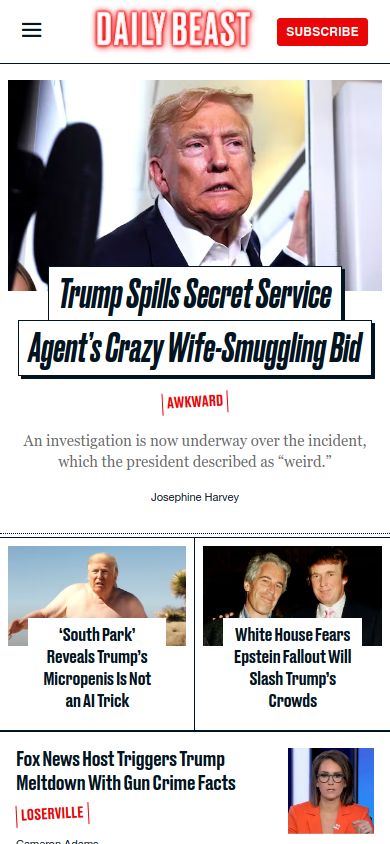 DAILY BEAST
SUBSCRIBE
Trump Spills Secret Service
Agent’s Crazy Wife-Smuggling Bid
AWKWARD
An investigation is now underway over the incident,
which the president described as “weird.”
Josephine Harvey
‘South Park’
Reveals Trump’s
Micropenis Is Not
an AI Trick
White House Fears
Epstein Fallout Will
Slash Trump’s
Crowds
Fox News Host Triggers Trump
Meltdown With Gun Crime Facts
LOSERVILLE
Cameron Adams